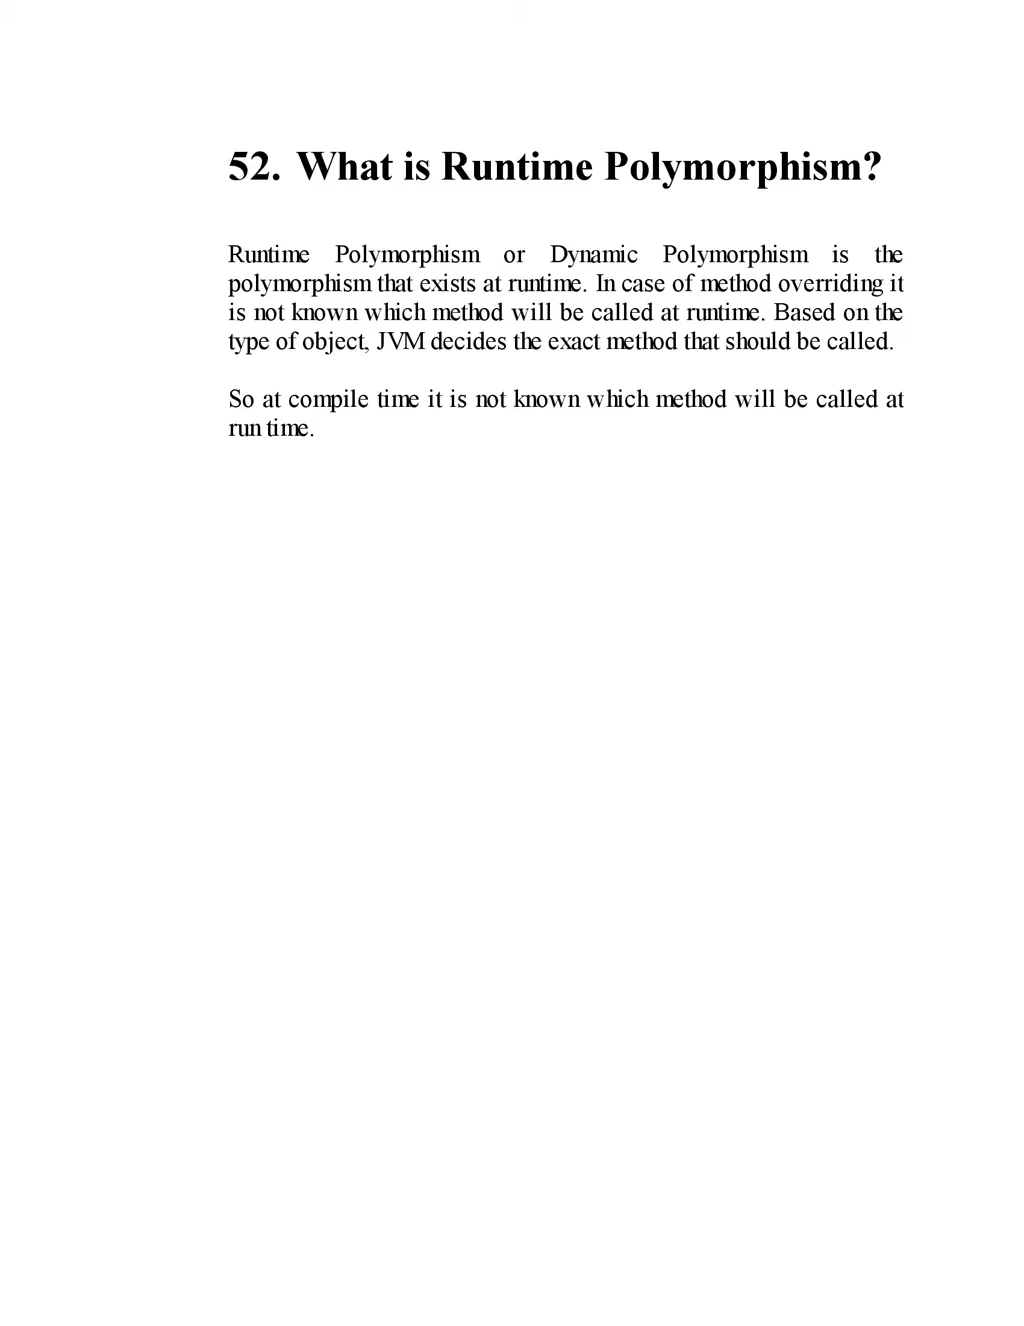 52. What is Runtime Polymorphism?
Runtime Polymorphism or Dynamic Polymorphism is the
polymorphism that exists at runtime. In case of method overriding it
is not known which method will be called at runtime. Based on the
type of object, JVM decides the exact method that should be called.
So at compile time it is not known which method will be called at
run time.